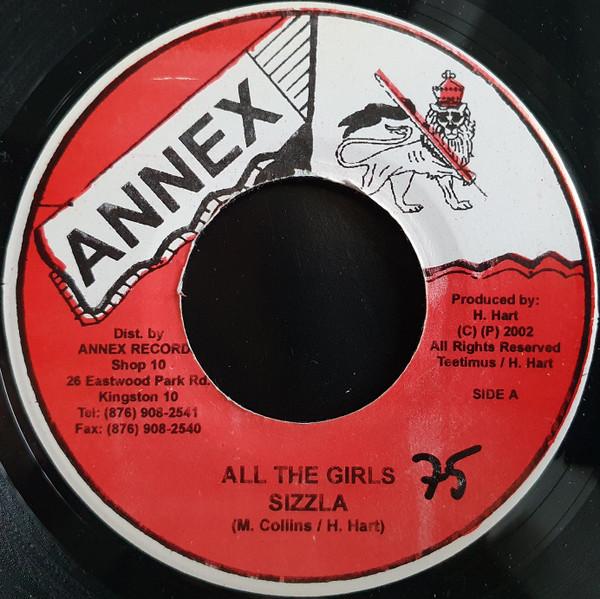 ANNEX
Dist. by
ANNEX RECORD
Shop 10
26 Eastwood Park Rd.
Kingston 10
Tel: (876) 908-2541
Fax: (876) 908-2540
Produced by:
H. Hart
(C) (P) 2002
All Rights Reserved
Teetimus / H. Hart
SIDE A
ALL THE GIRLS
SIZZLA
(M. Collins / H. Hart)
75